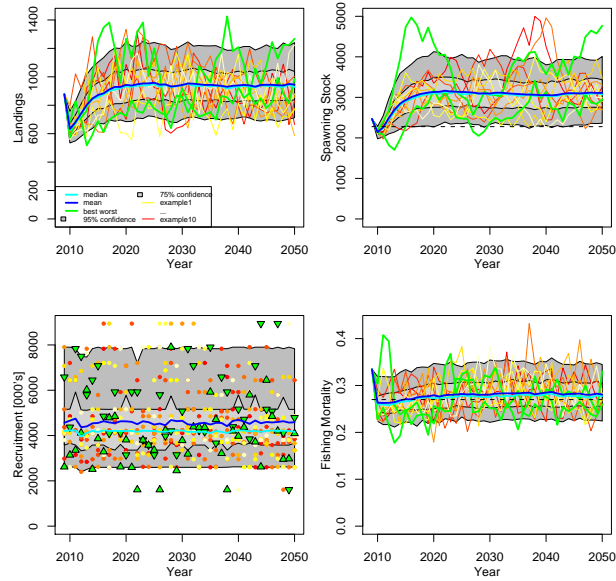 Landings
0 200 400 600 800 1000 1400
2010 2020 2030 2040 2050
Year
median
mean
best worst
95% confidence
75% confidence
example1
...
example10
Spawning Stock
0 1000 2000 3000 4000 5000
2010 2020 2030 2040 2050
Year
Recruitment [000's]
0 2000 4000 6000 8000
2010 2020 2030 2040 2050
Year
Fishing Mortality
0.0 0.1 0.2 0.3 0.4
2010 2020 2030 2040 2050
Year